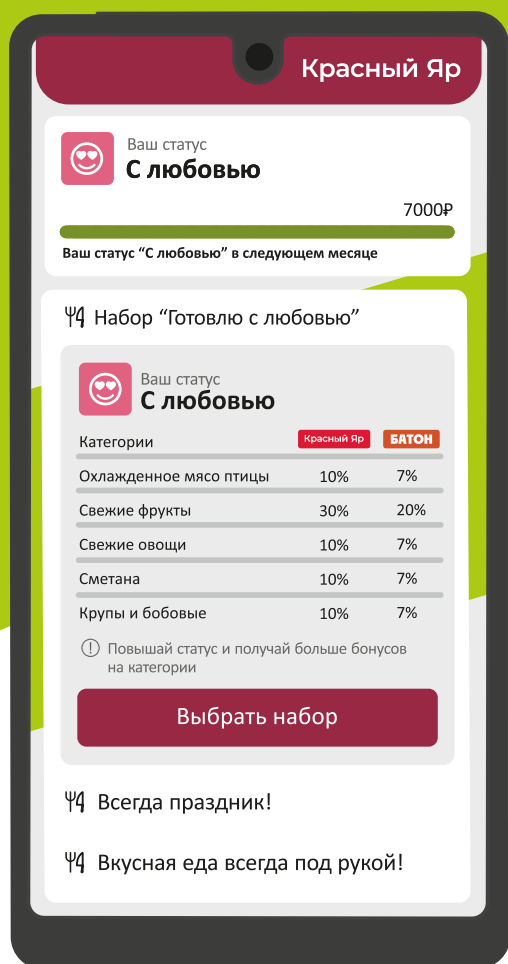 Красный Яр
Ваш статус
С любовью
7000₽
Ваш статус “С любовью” в следующем месяце
Набор “Готовлю с любовью”
Ваш статус
С любовью
Категории Красный Яр БАТОН
Охлажденное мясо птицы 10% 7%
Свежие фрукты 30% 20%
Свежие овощи 10% 7%
Сметана 10% 7%
Крупы и бобовые 10% 7%
Повышай статус и получай больше бонусов
на категории
Выбрать набор
Всегда праздник!
Вкусная еда всегда под рукой!